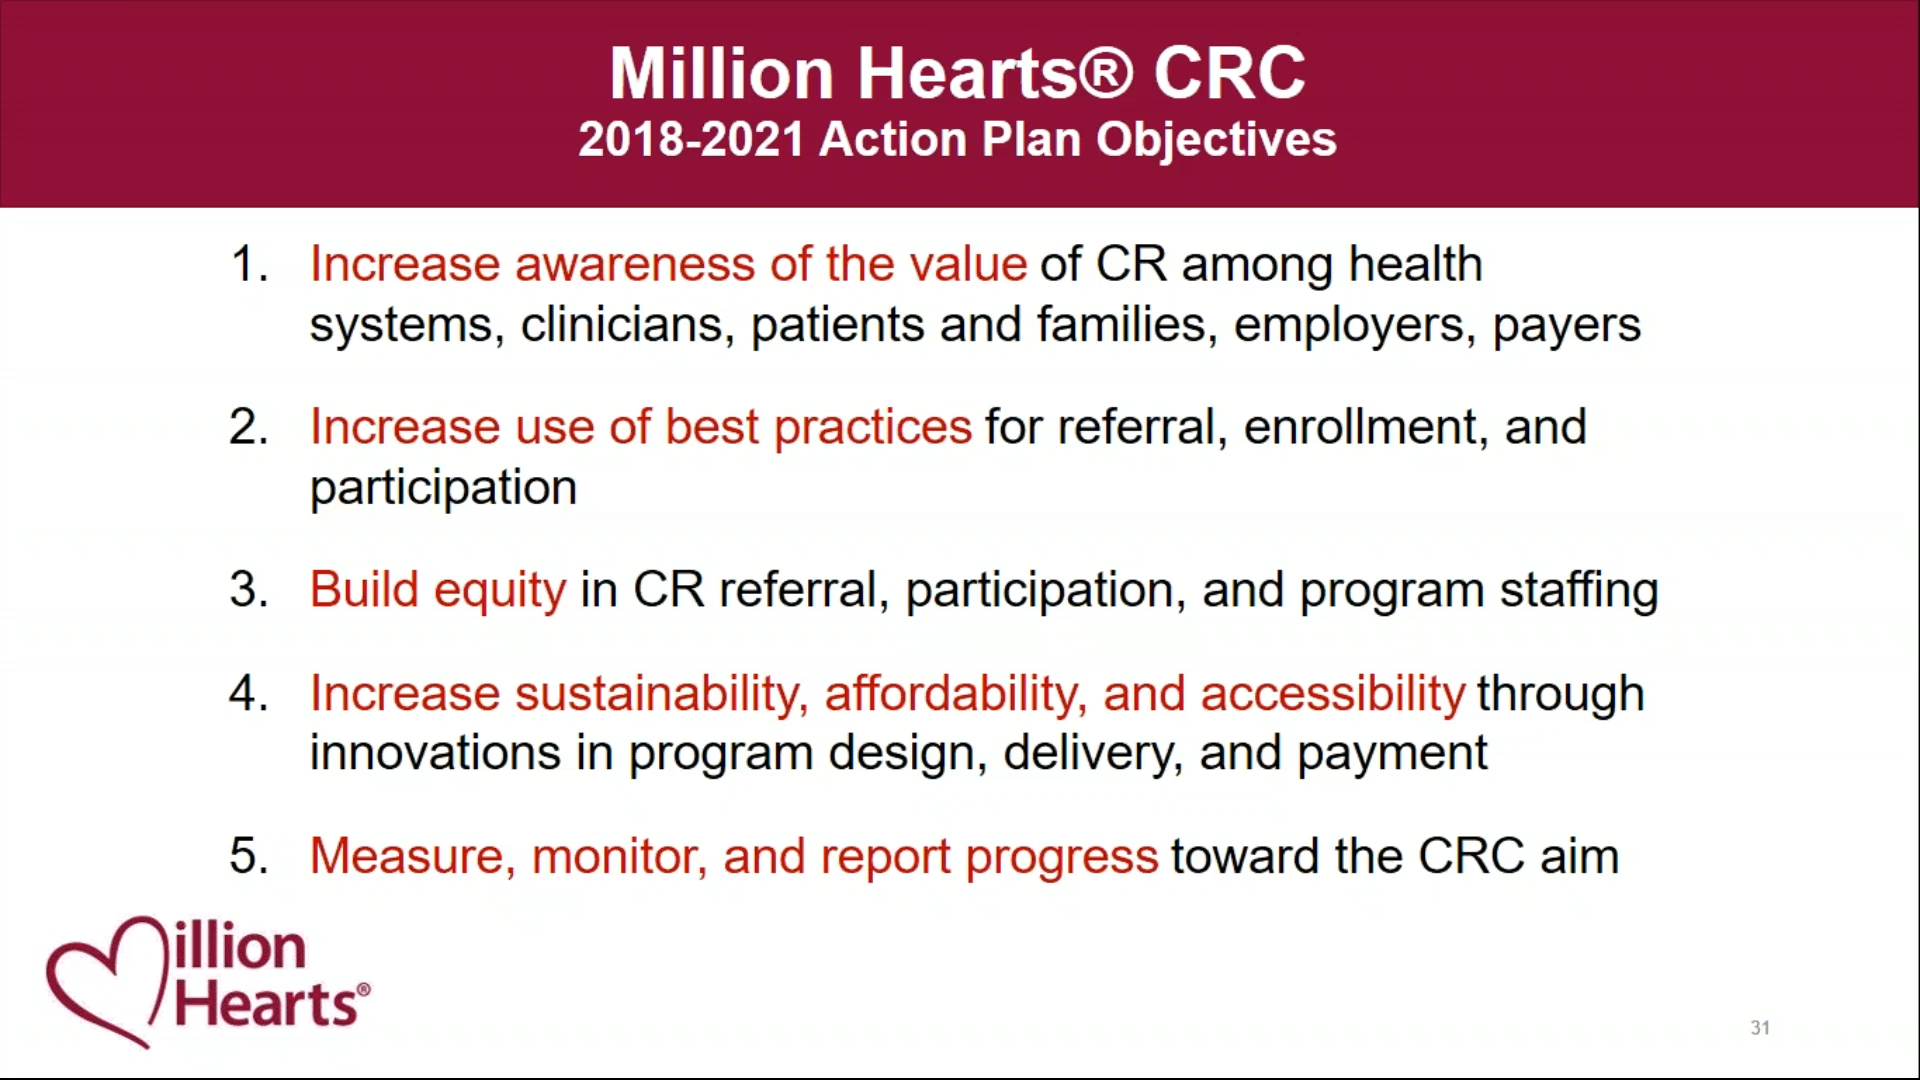 Million Hearts® CRC
2018-2021 Action Plan Objectives
1. Increase awareness of the value of CR among health
systems, clinicians, patients and families, employers, payers
2. Increase use of best practices for referral, enrollment, and
participation
3. Build equity in CR referral, participation, and program staffing
4. Increase sustainability, affordability, and accessibility through
innovations in program design, delivery, and payment
5. Measure, monitor, and report progress toward the CRC aim
Million
Hearts®
31